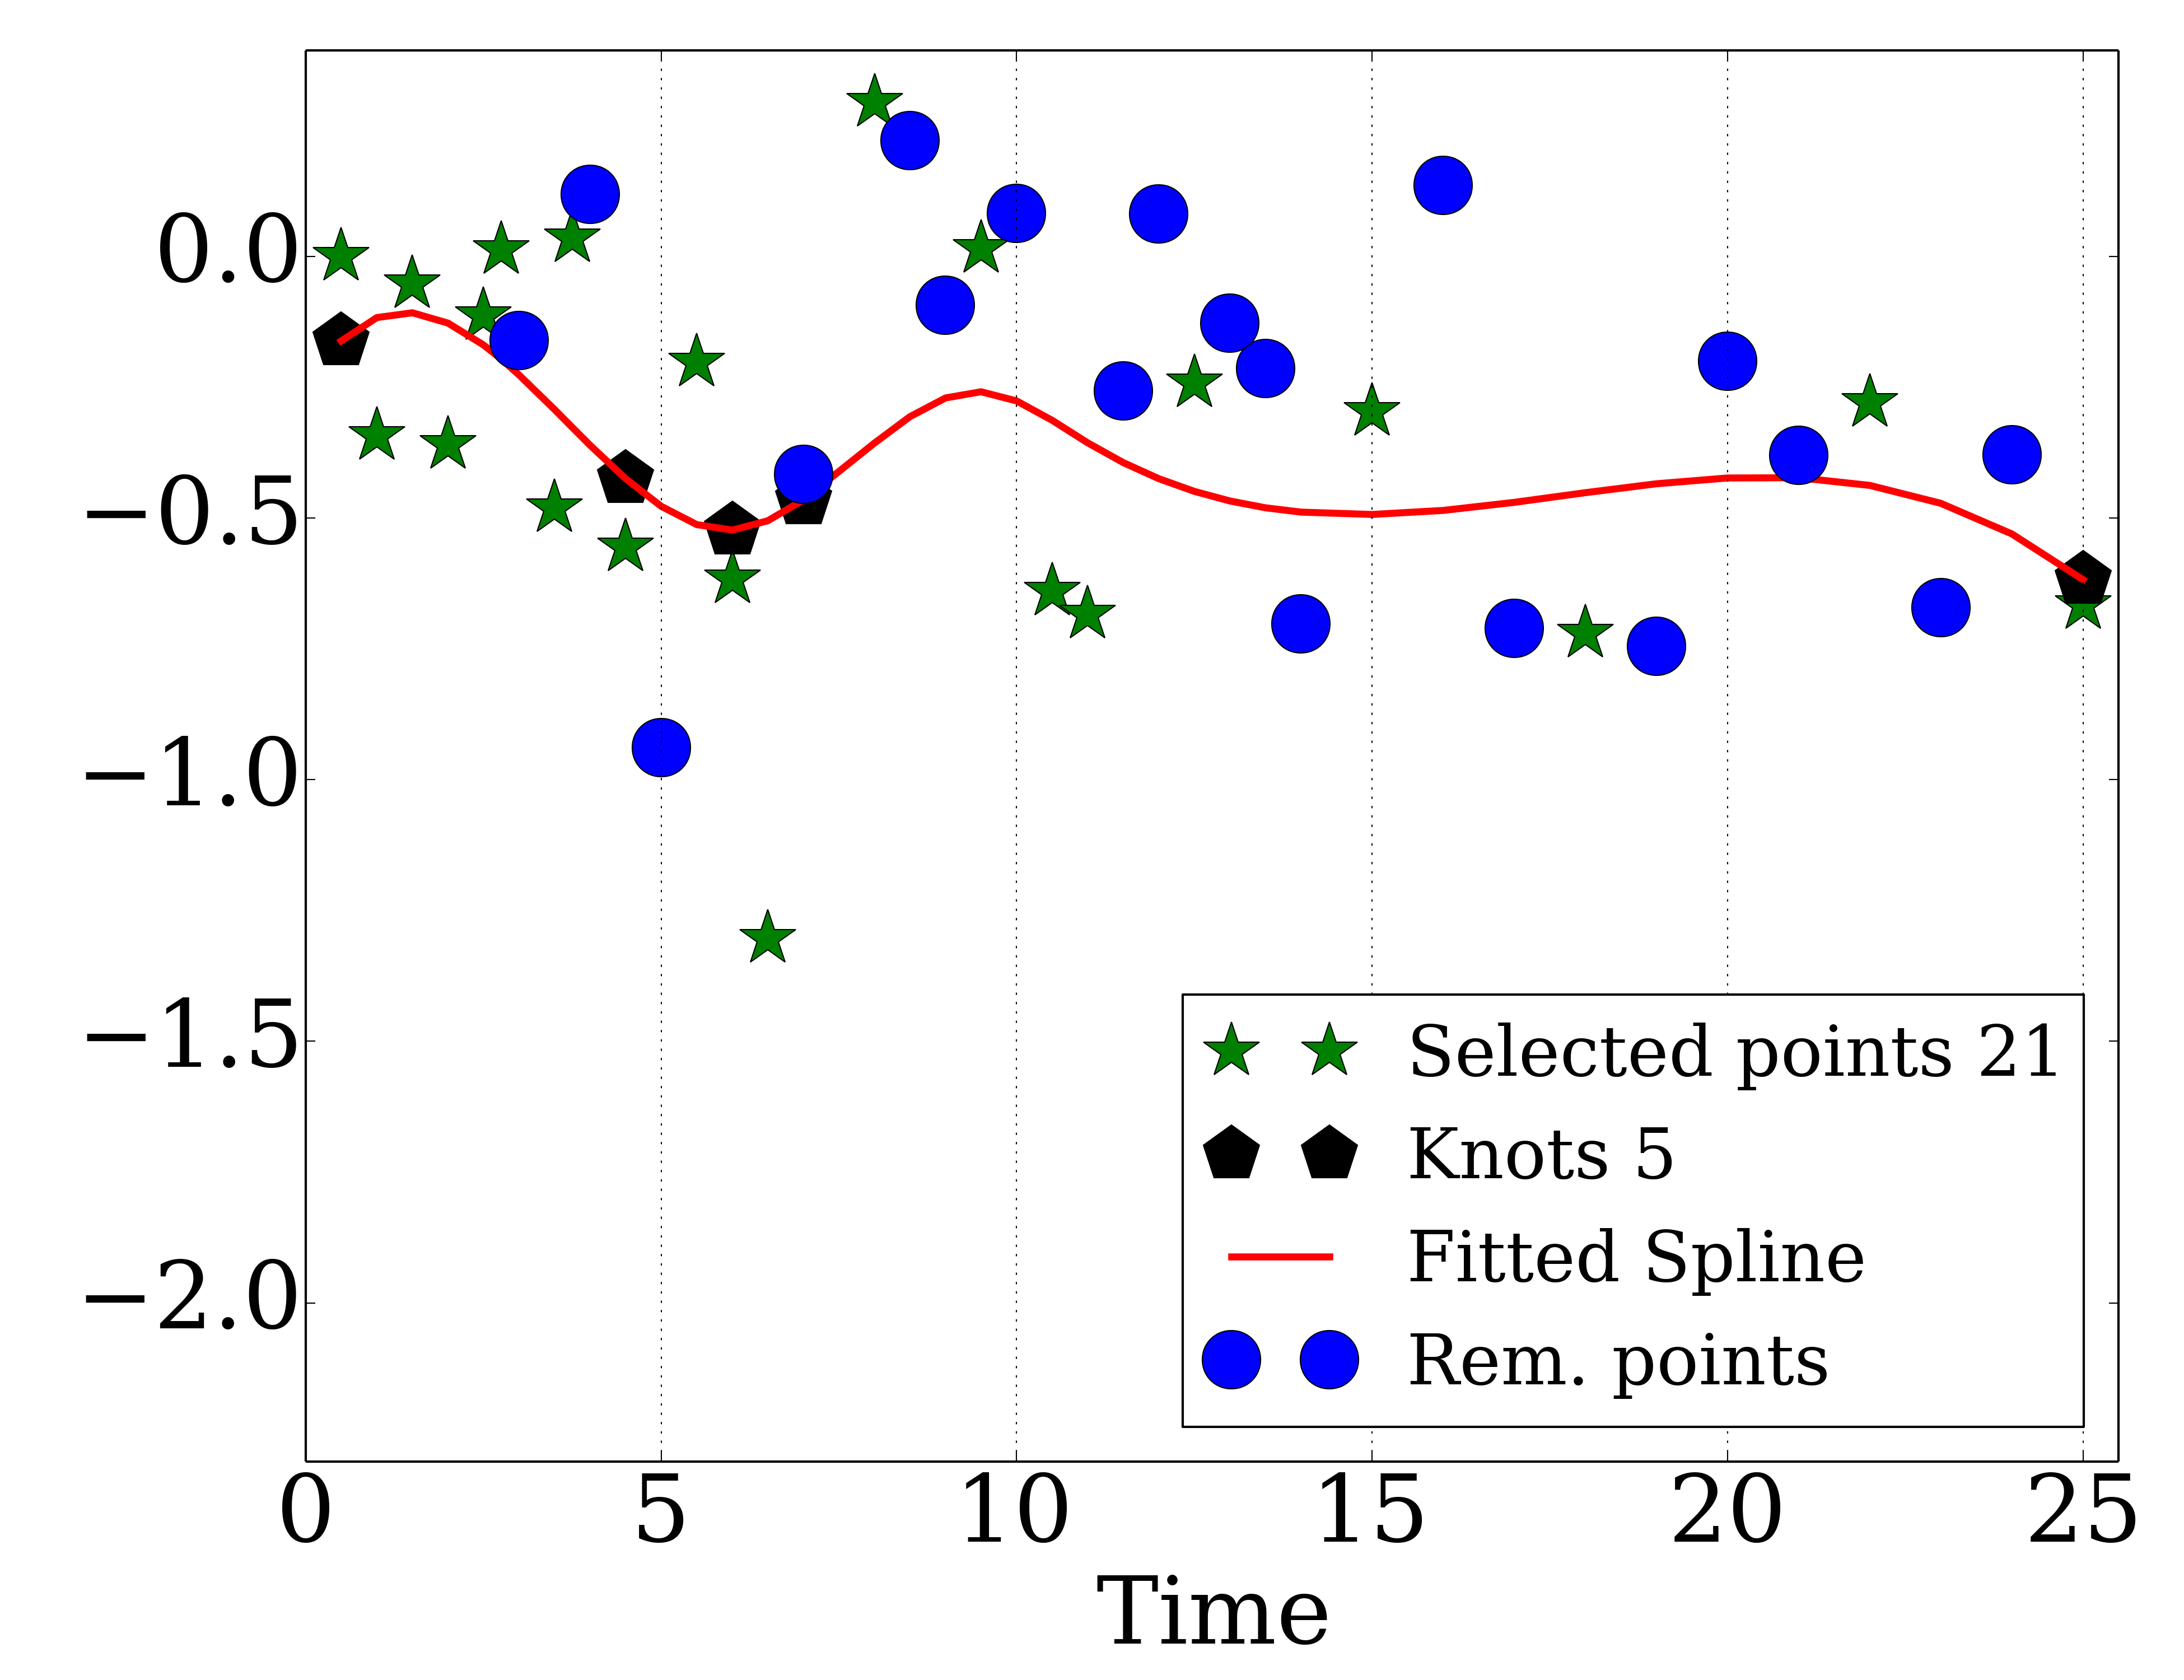 0.0
−0.5
−1.0
−1.5
−2.0
Selected points 21
Knots 5
Fitted Spline
Rem. points
0 5 10 15 20 25
Time